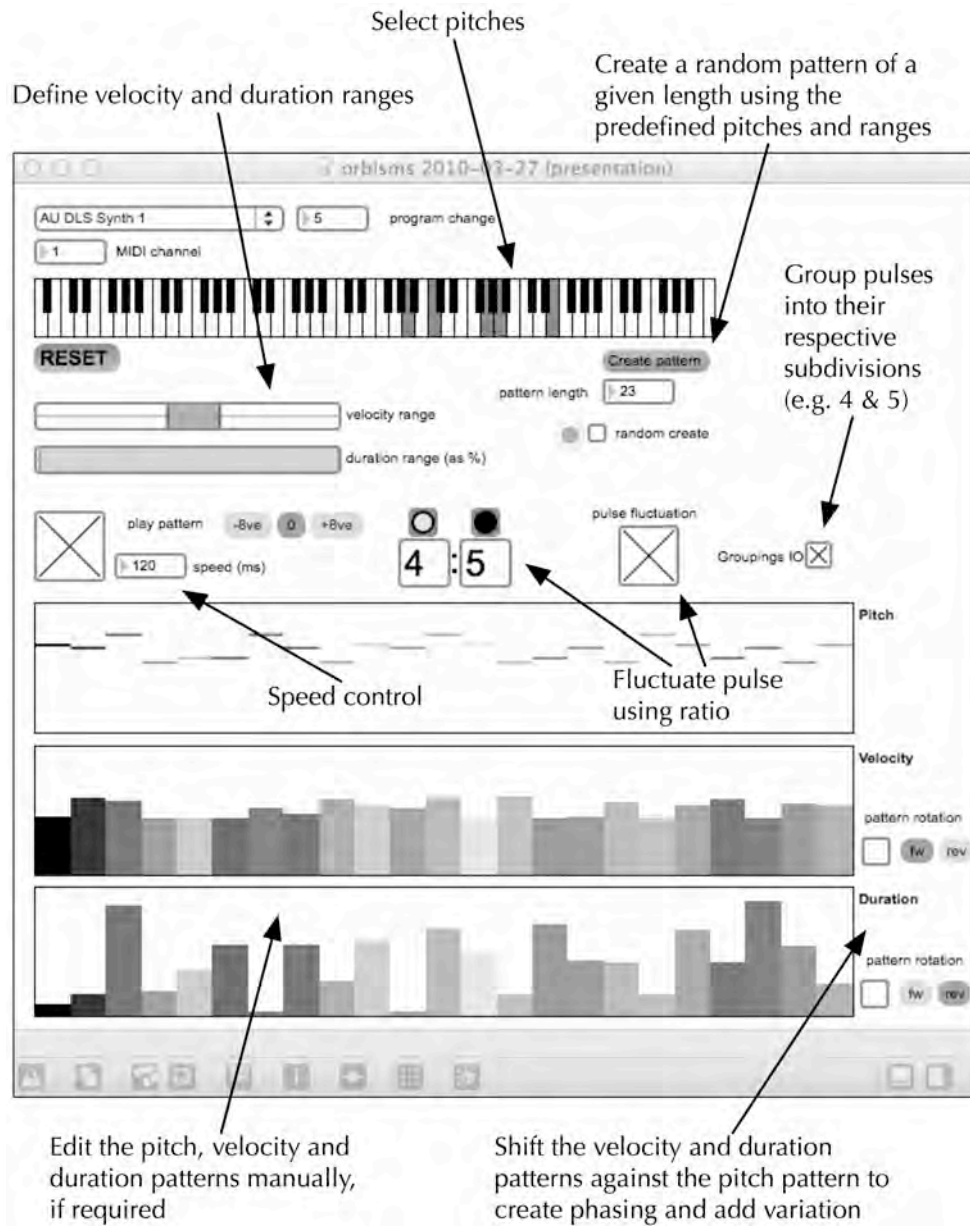 Select pitches
Create a random pattern of a
given length using the
predefined pitches and ranges
Define velocity and duration ranges
orbisms 2010-03-27 (presentation)
AU DLS Synth 1
5
program change
1
MIDI channel
Group pulses
into their
respective
subdivisions
(e.g. 4 & 5)
RESET
Create pattern
pattern length
23
velocity range
random create
duration range (as %)
play pattern
-8ve
0
+8ve
120
speed (ms)
4:5
pulse fluctuation
Groupings IO
Pitch
Speed control
Fluctuate pulse
using ratio
Velocity
pattern rotation
fw
rev
Duration
pattern rotation
fw
rev
Edit the pitch, velocity and
duration patterns manually,
if required
Shift the velocity and duration
patterns against the pitch pattern to
create phasing and add variation